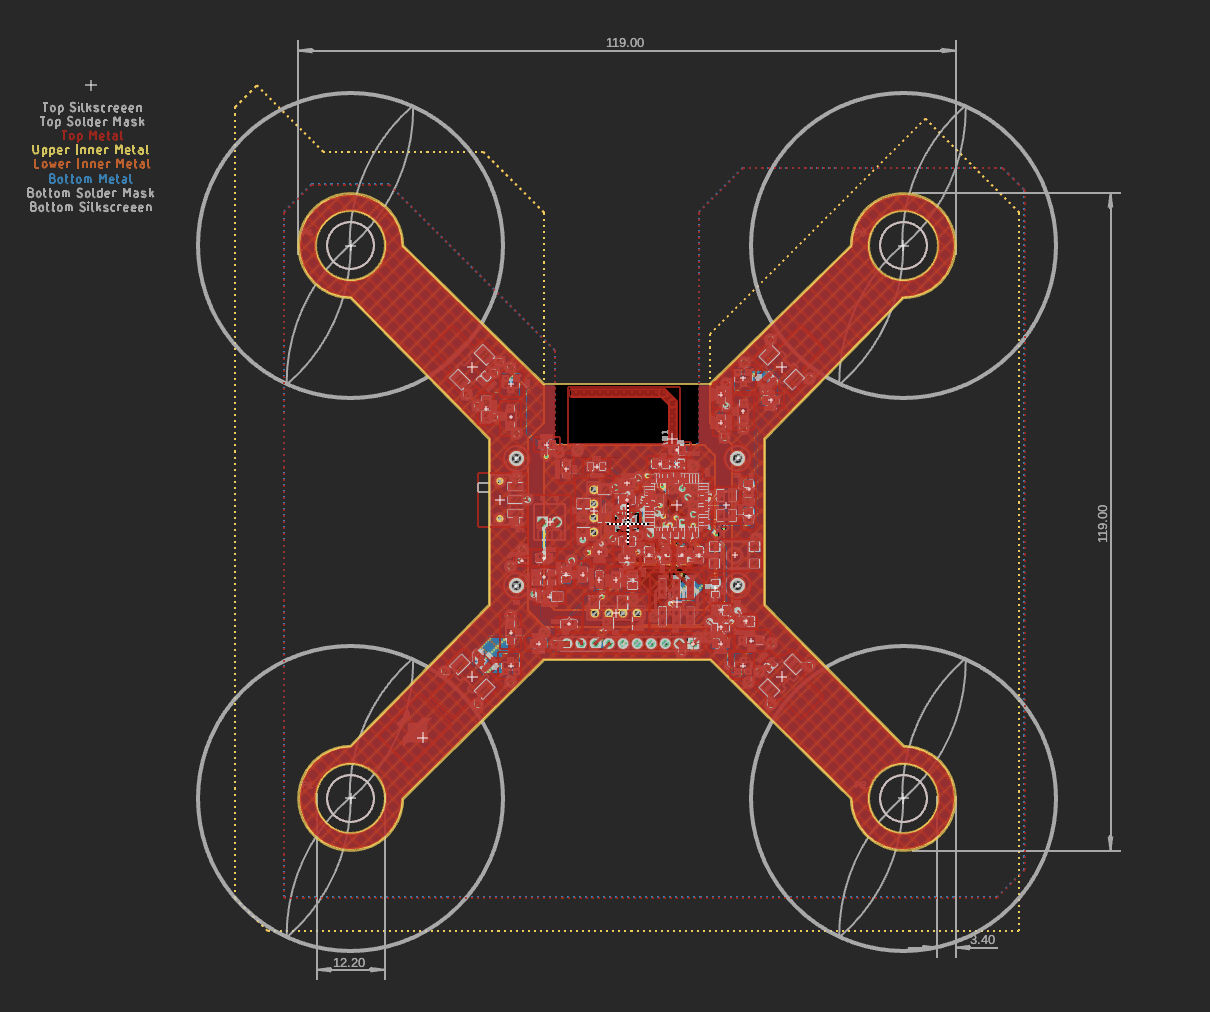 119.00
Top Silkscreeen
Top Solder Mask
Top Metal
Upper Inner Metal
Lower Inner Metal
Bottom Metal
Bottom Solder Mask
Bottom Silkscreeen
119.00
3.40
12.20